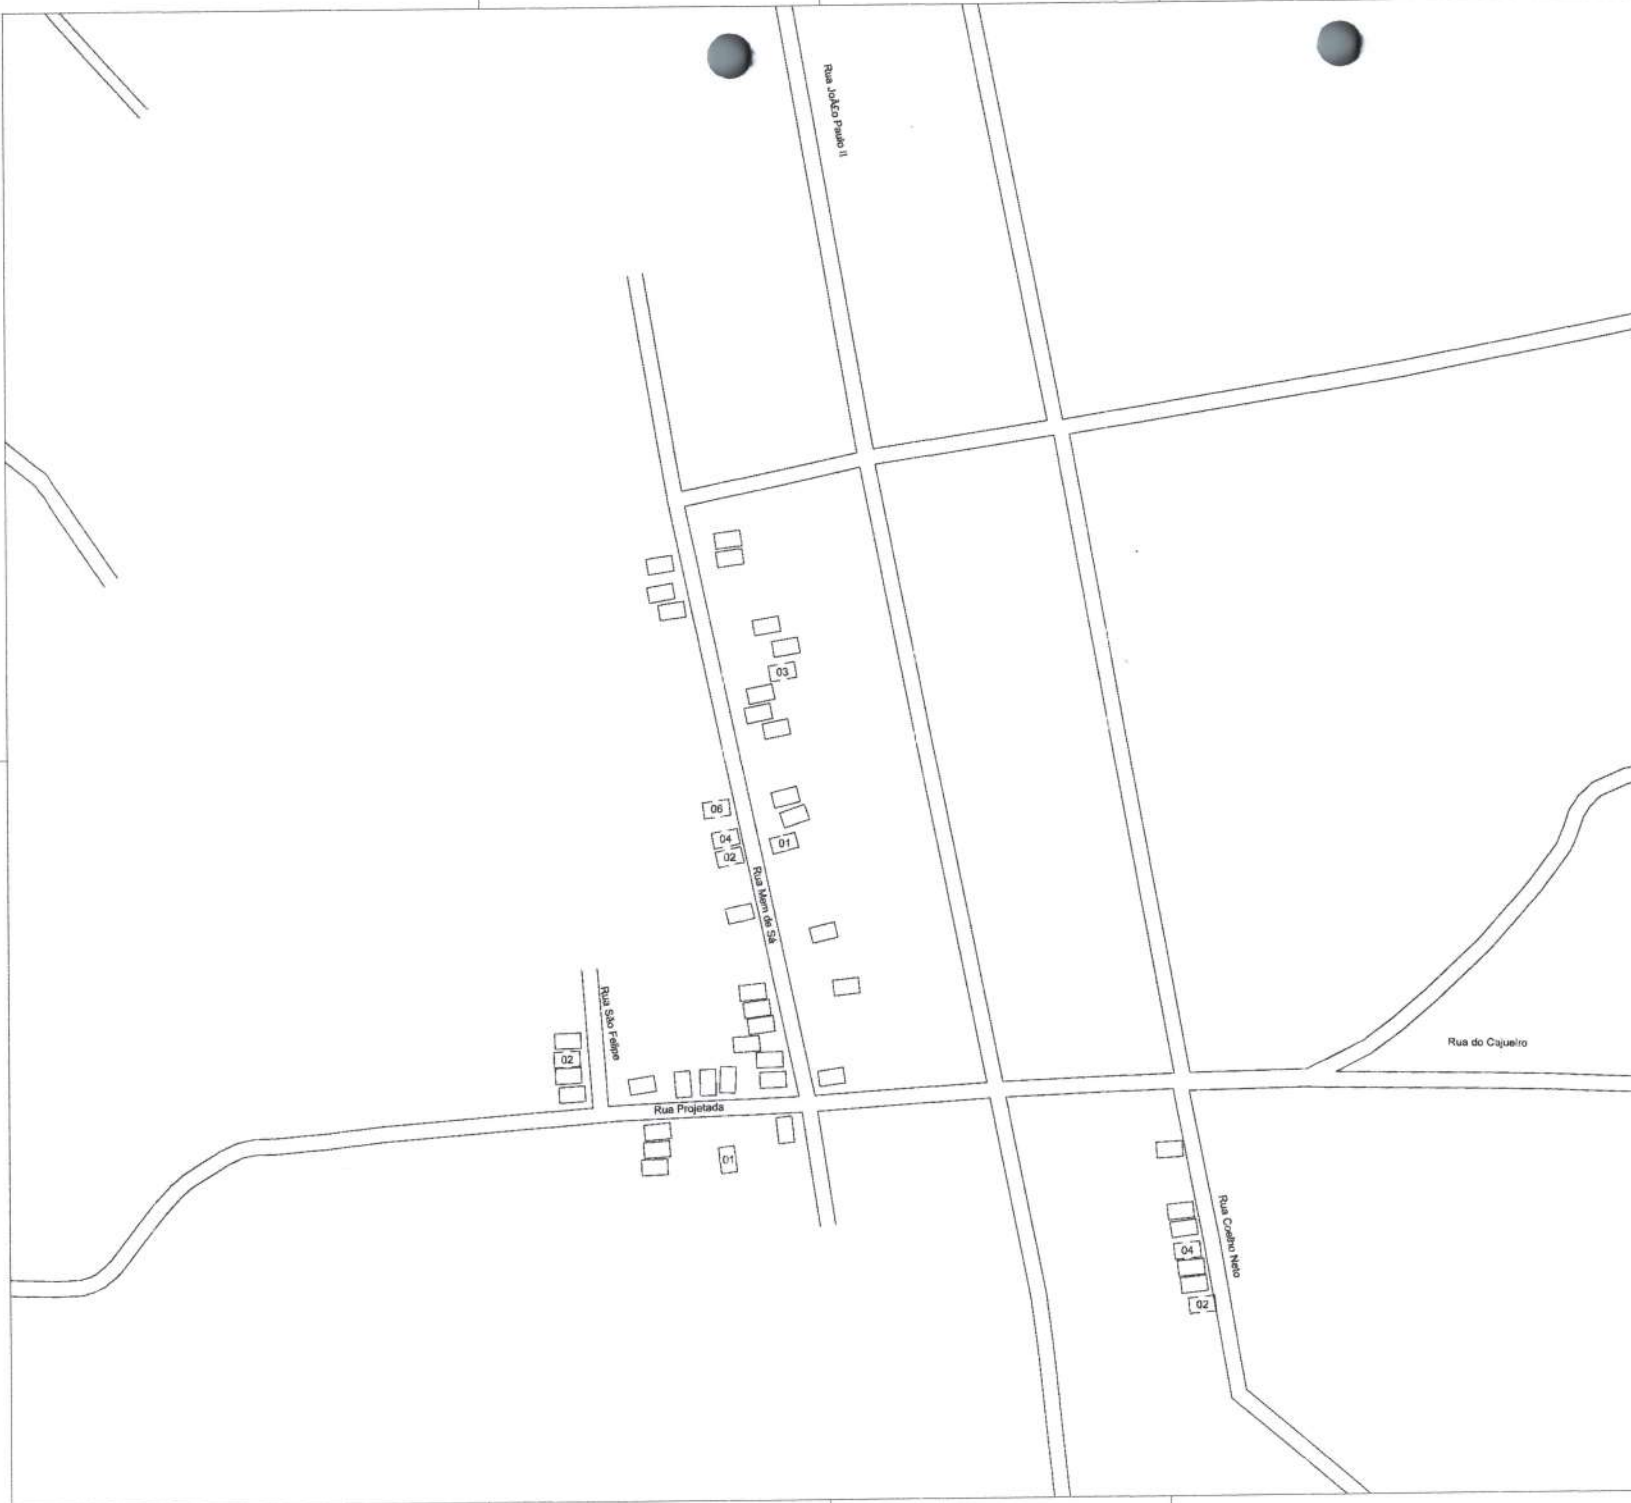 Rua JoÃ£o Paulo II
03
06
04
02
01
Rua Mem de Sá
Rua São Felipe
02
Rua do Cajueiro
Rua Projetada
01
Rua Coelho Neto
04
02